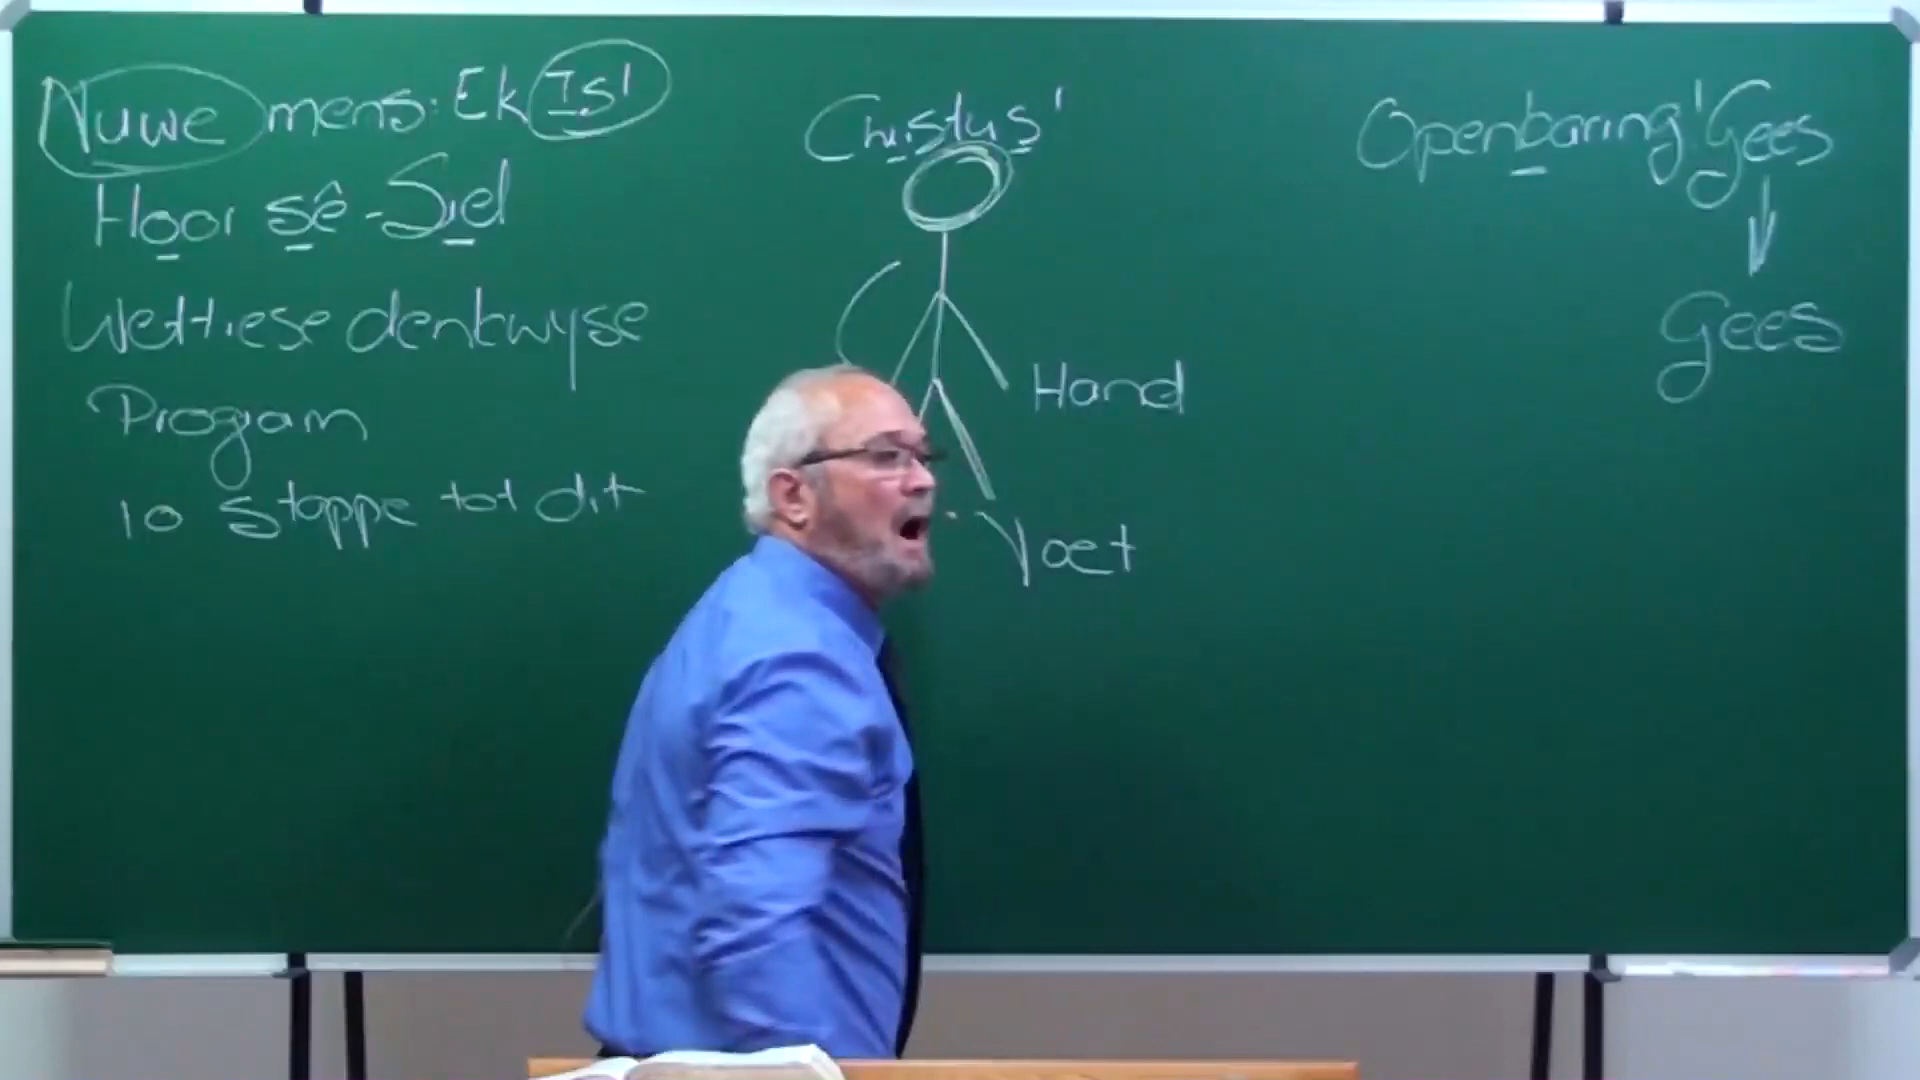 Nuwe mens: Ek Is!
Hoor sê - Siel
Wettiese denkwyse
Program
10 Stappe tot dit
Christus!
Hand
Voet
Openbaring! Gees
Gees